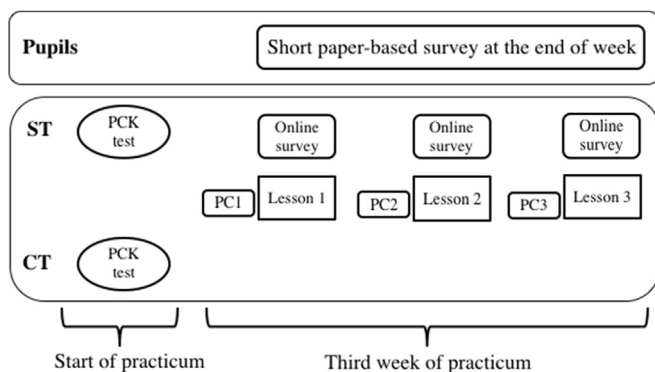 Pupils
Short paper-based survey at the end of week
ST
PCK
test
Online
survey
Online
survey
Online
survey
PC1
Lesson 1
PC2
Lesson 2
PC3
Lesson 3
CT
PCK
test
Start of practicum
Third week of practicum